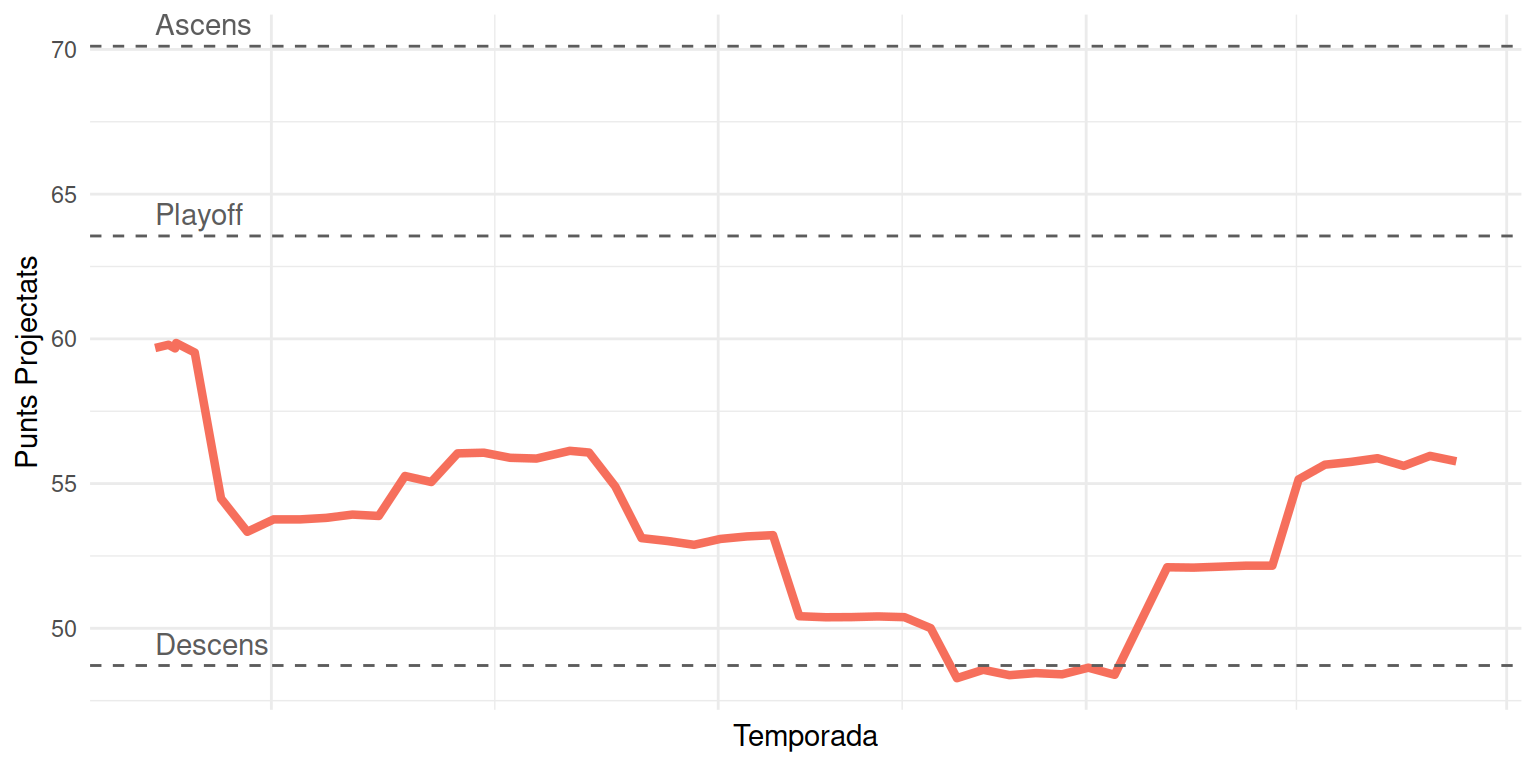 Ascens
70
65
Playoff
Punts Projectats
60
55
50
Descens
Temporada